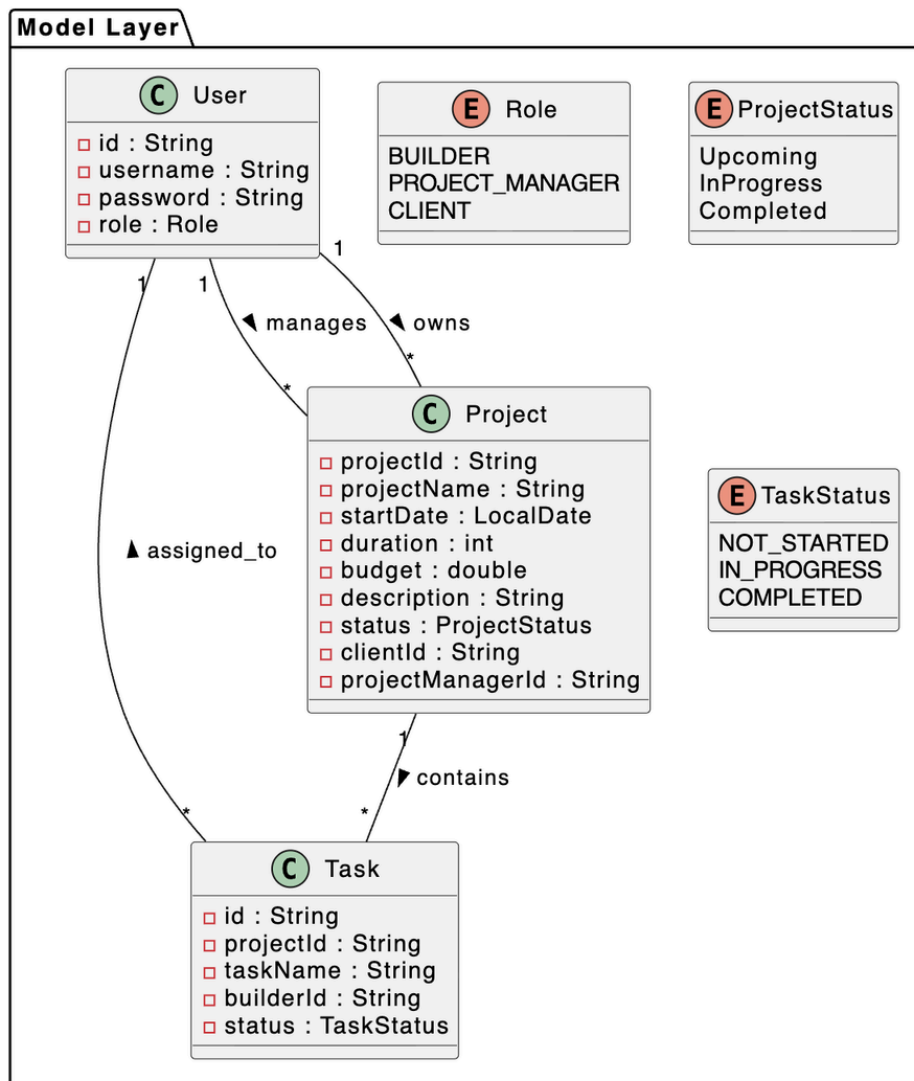 Model Layer
C User
id : String
username : String
password : String
role : Role
E Role
BUILDER
PROJECT_MANAGER
CLIENT
E ProjectStatus
Upcoming
InProgress
Completed
1
1
1
manages
owns
*
*
C Project
projectId : String
projectName : String
startDate : LocalDate
duration : int
budget : double
description : String
status : ProjectStatus
clientId : String
projectManagerId : String
E TaskStatus
NOT_STARTED
IN_PROGRESS
COMPLETED
assigned_to
1
contains
*
*
C Task
id : String
projectId : String
taskName : String
builderId : String
status : TaskStatus